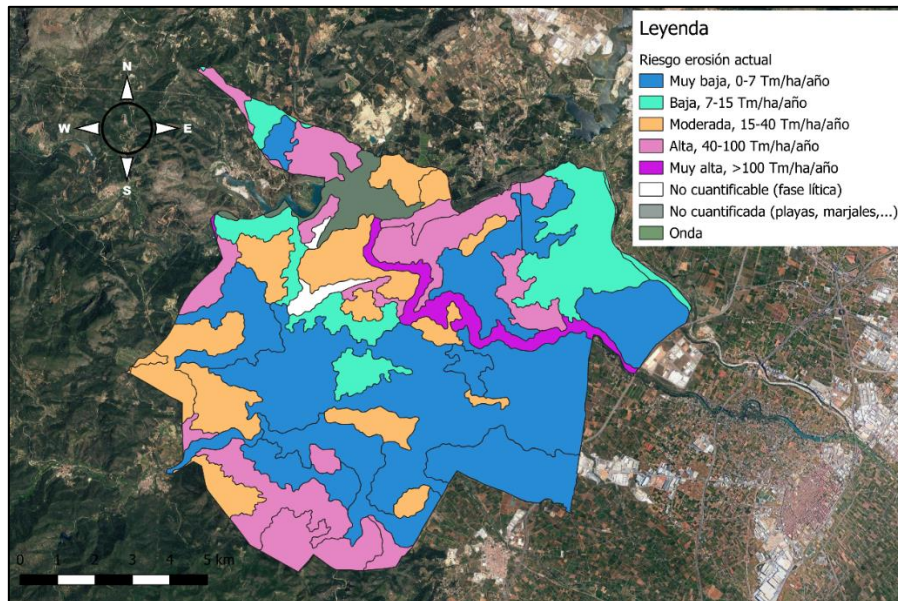 Leyenda
Riesgo erosión actual
Muy baja, 0-7 Tm/ha/año
Baja, 7-15 Tm/ha/año
Moderada, 15-40 Tm/ha/año
Alta, 40-100 Tm/ha/año
Muy alta, >100 Tm/ha/año
No cuantificable (fase lítica)
No cuantificada (playas, marjales,...)
Onda
N
W E
S
0 1 2 3 4 5 km